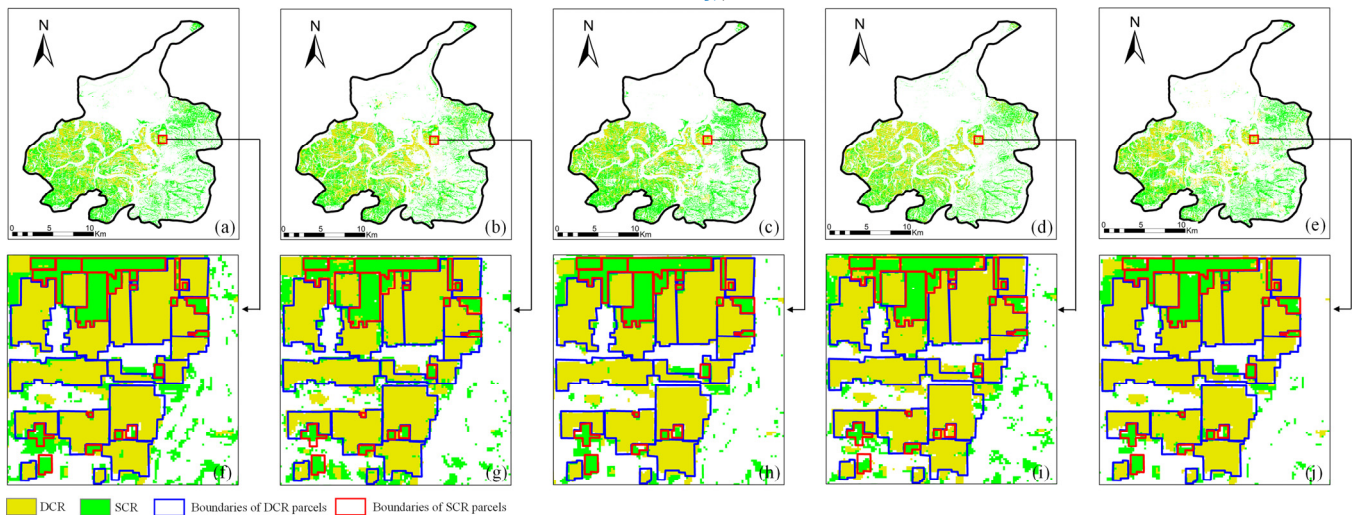 N N N N N
0 5 10 Km 0 5 10 Km 0 5 10 Km 0 5 10 Km 0 5 10 Km
(a) (b) (c) (d) (e)
(f) (g) (h) (i) (j)
DCR SCR Boundaries of DCR parcels Boundaries of SCR parcels